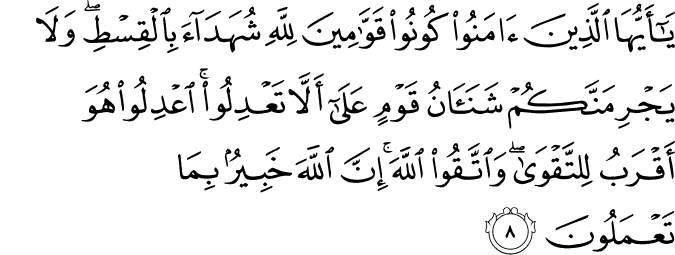 يَـٰٓأَيُّهَا ٱلَّذِينَ ءَامَنُوا۟ كُونُوا۟ قَوَّٰمِينَ لِلَّهِ شُهَدَآءَ بِٱلْقِسْطِ ۖ وَلَا
يَجْرِمَنَّكُمْ شَنَـَٔانُ قَوْمٍ عَلَىٰٓ أَلَّا تَعْدِلُوا۟ ۚ ٱعْدِلُوا۟ هُوَ
أَقْرَبُ لِلتَّقْوَىٰ ۖ وَٱتَّقُوا۟ ٱللَّهَ ۚ إِنَّ ٱللَّهَ خَبِيرٌۢ بِمَا
تَعْمَلُونَ ٨